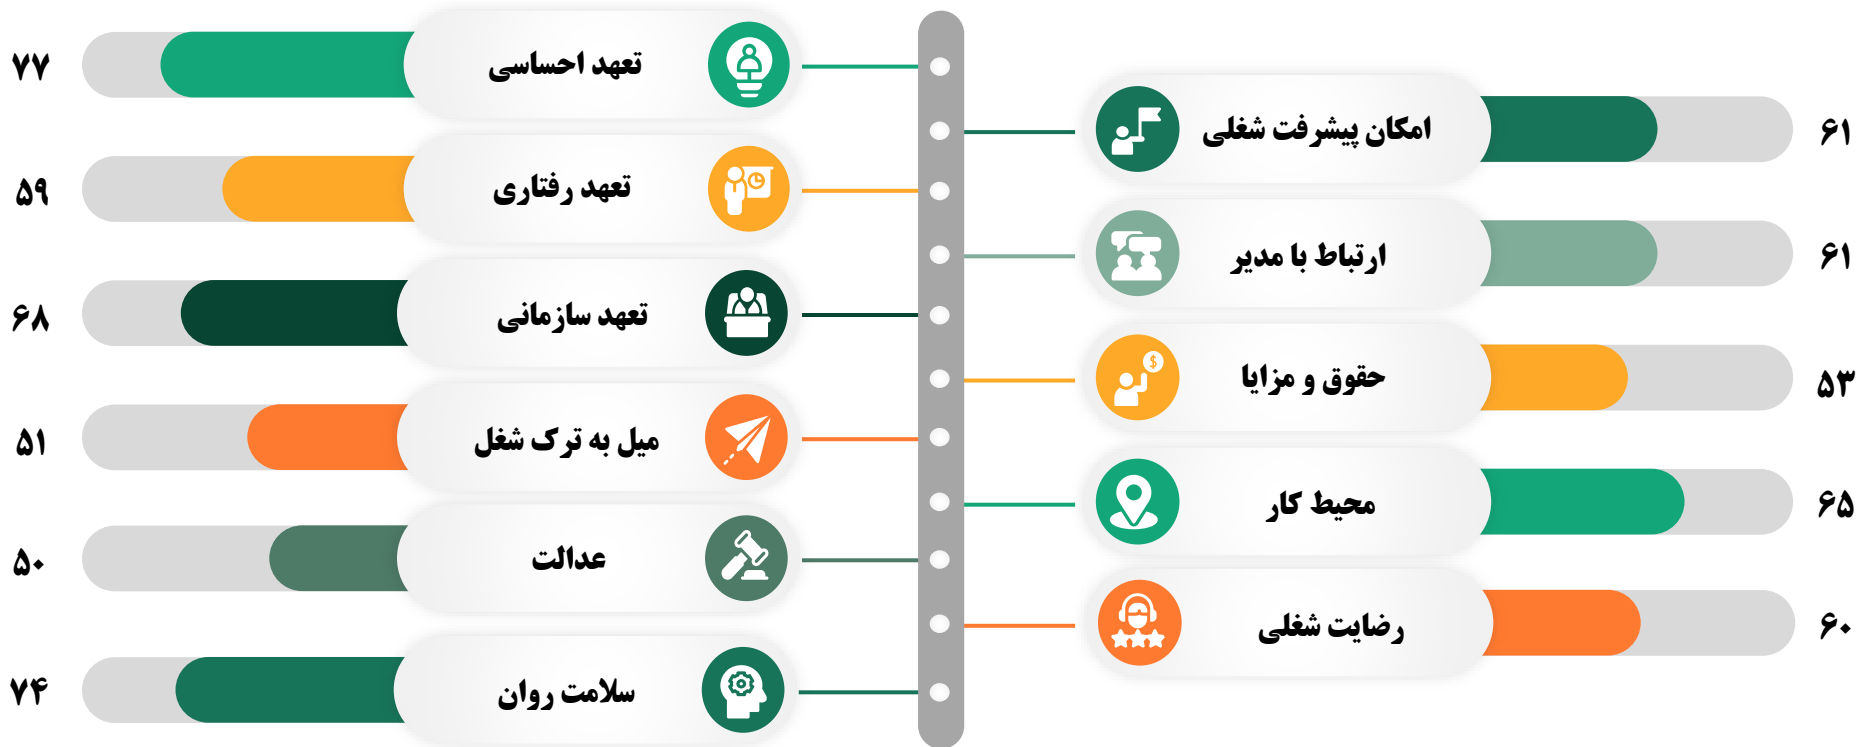 تعهد احساسی
۷۷
تعهد رفتاری
۵۹
تعهد سازمانی
۶۸
میل به ترک شغل
۵۱
عدالت
۵۰
سلامت روان
۷۴
امکان پیشرفت شغلی
۶۱
ارتباط با مدیر
۶۱
حقوق و مزایا
۵۳
محیط کار
۶۵
رضایت شغلی
۶۰